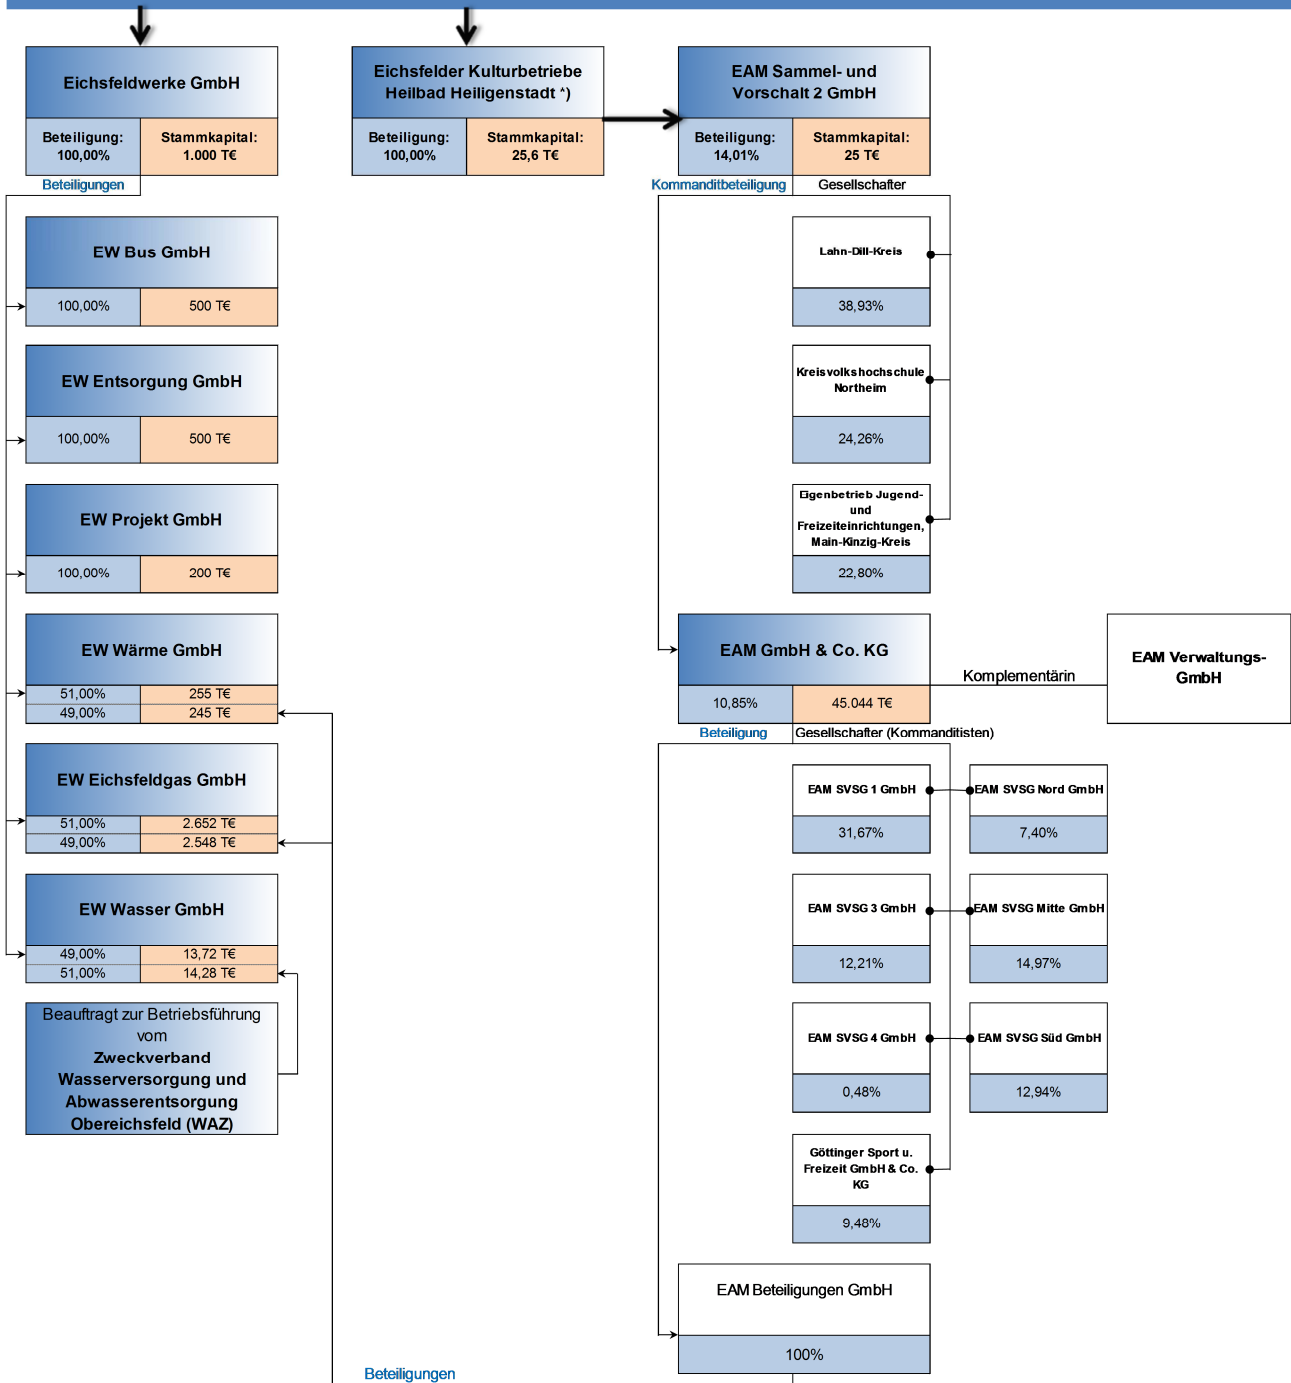 Eichsfeldwerke GmbH
Beteiligung:
100,00%
Stammkapital:
1.000 T€
Beteiligungen
EW Bus GmbH
100,00%
500 T€
EW Entsorgung GmbH
100,00%
500 T€
EW Projekt GmbH
100,00%
200 T€
EW Wärme GmbH
51,00%
255 T€
49,00%
245 T€
EW Eichsfeldgas GmbH
51,00%
2.652 T€
49,00%
2.548 T€
EW Wasser GmbH
49,00%
13,72 T€
51,00%
14,28 T€
Beauftragt zur Betriebsführung
vom
Zweckverband
Wasserversorgung und
Abwasserentsorgung
Obereichsfeld (WAZ)
Eichsfelder Kulturbetriebe
Heilbad Heiligenstadt *)
Beteiligung:
100,00%
Stammkapital:
25,6 T€
EAM Sammel- und
Vorschalt 2 GmbH
Beteiligung:
14,01%
Stammkapital:
25 T€
Kommanditbeteiligung
Gesellschafter
Lahn-Dill-Kreis
38,93%
Kreisvolkshochschule
Northeim
24,26%
Eigenbetrieb Jugend-
und
Freizeiteinrichtungen,
Main-Kinzig-Kreis
22,80%
EAM GmbH & Co. KG
10,85%
45.044 T€
Komplementärin
EAM Verwaltungs-
GmbH
Beteiligung
Gesellschafter (Kommanditisten)
EAM SVSG 1 GmbH
31,67%
EAM SVSG Nord GmbH
7,40%
EAM SVSG 3 GmbH
12,21%
EAM SVSG Mitte GmbH
14,97%
EAM SVSG 4 GmbH
0,48%
EAM SVSG Süd GmbH
12,94%
Göttinger Sport u.
Freizeit GmbH & Co.
KG
9,48%
EAM Beteiligungen GmbH
100%
Beteiligungen